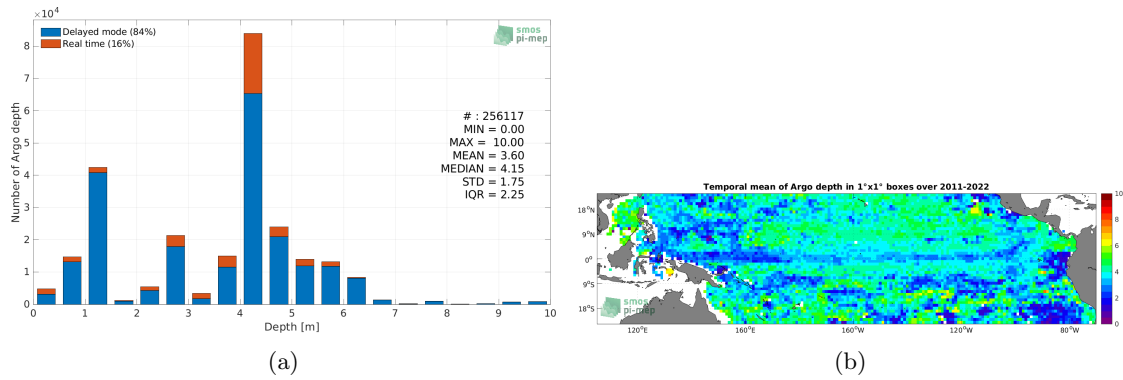 ×10⁴
Delayed mode (84%)
Real time (16%)
smos
pi-mep
8
7
6
5
4
3
2
1
0
Number of Argo depth
# : 256117
MIN = 0.00
MAX = 10.00
MEAN = 3.60
MEDIAN = 4.15
STD = 1.75
IQR = 2.25
0 1 2 3 4 5 6 7 8 9 10
Depth [m]
(a)
Temporal mean of Argo depth in 1°x1° boxes over 2011-2022
18°N
9°N
0°
9°S
18°S
smos
pi-mep
120°E 160°E 160°W 120°W 80°W
10
8
6
4
2
0
(b)